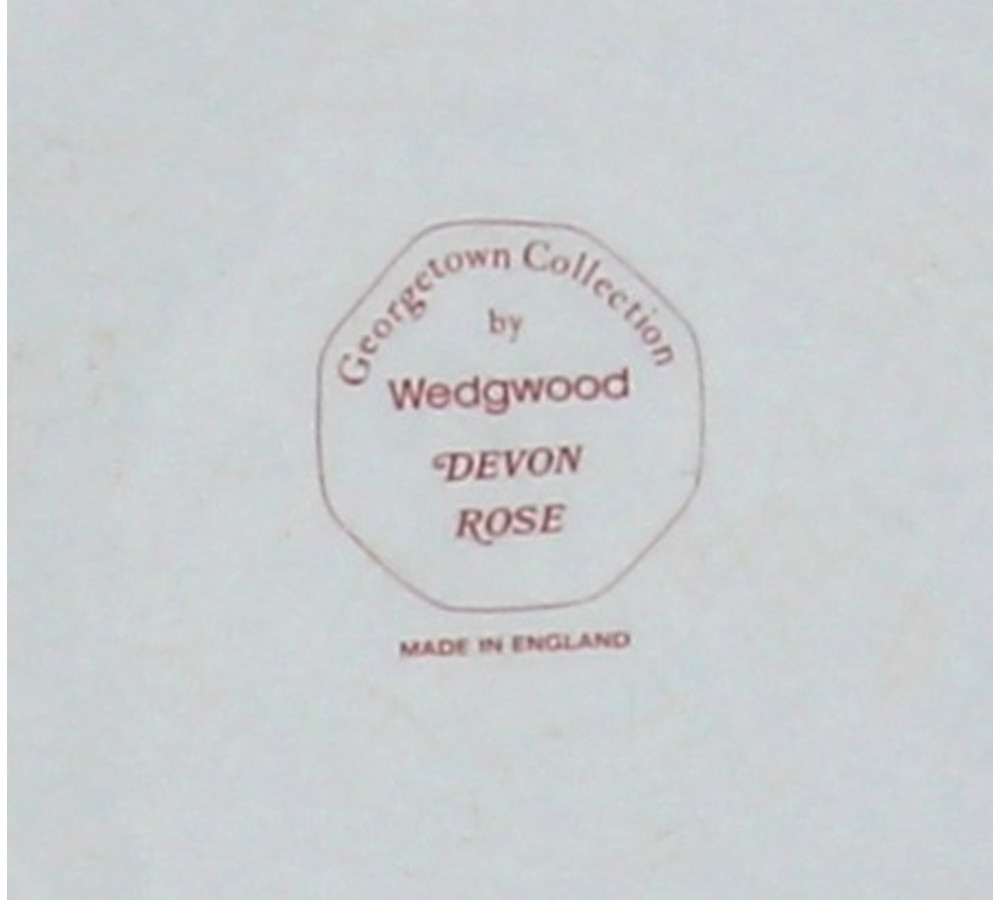 Georgetown Collection
by
Wedgwood
DEVON
ROSE
MADE IN ENGLAND